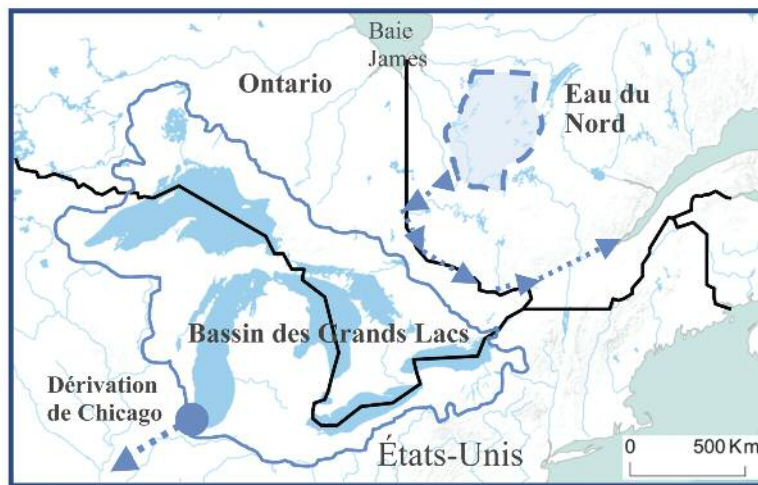 Baie
James
Ontario
Eau du
Nord
Bassin des Grands Lacs
Dérivation
de Chicago
États-Unis
0 500 Km